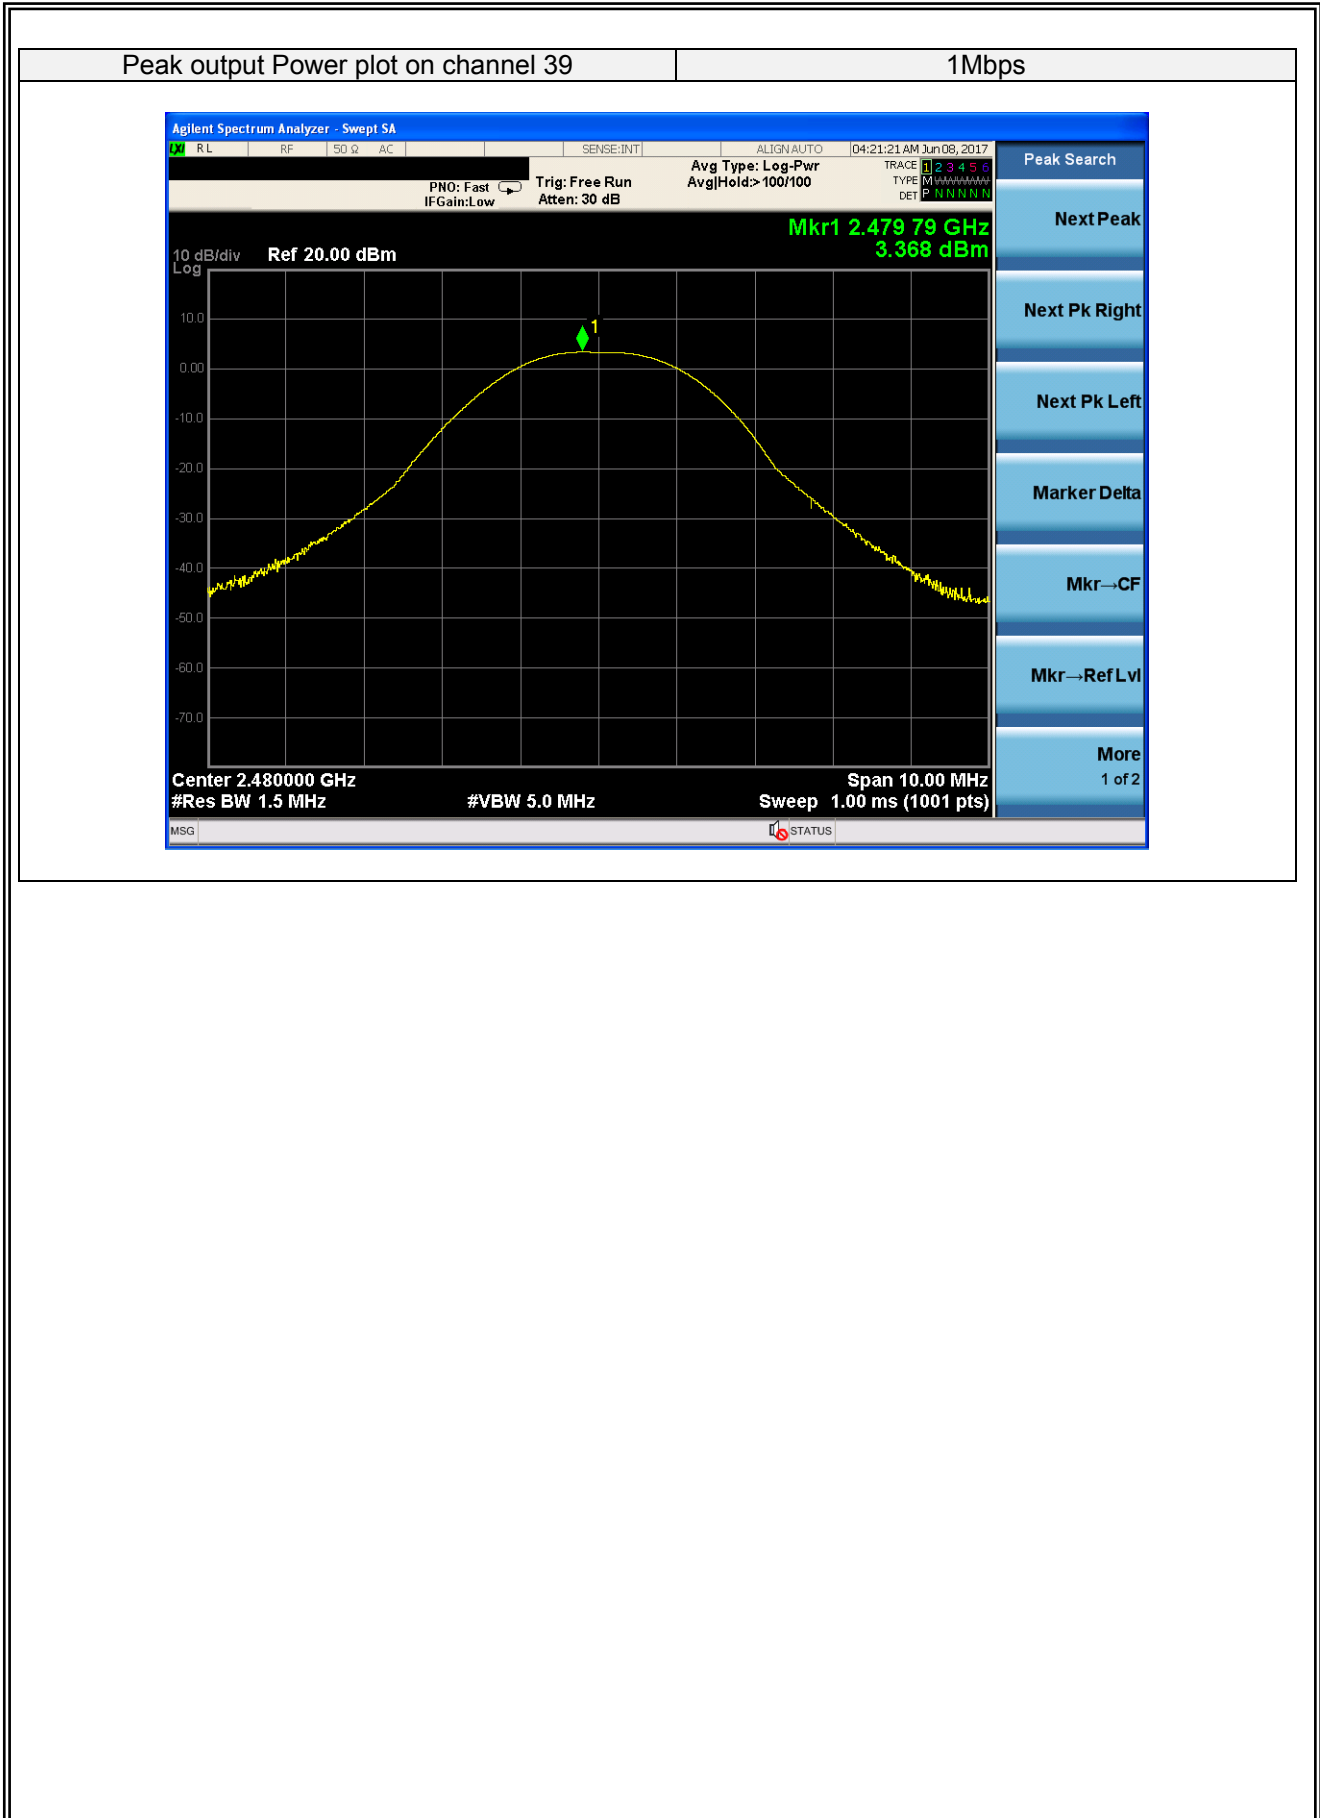 Peak output Power plot on channel 39 1Mbps
Agilent Spectrum Analyzer - Swept SA
LXI RL RF 50 Ω AC SENSE:INT ALIGN AUTO 04:21:21 AM Jun 08, 2017
Avg Type: Log-Pwr TRACE 1 2 3 4 5 6
PNO: Fast Trig: Free Run Avg|Hold:>100/100 TYPE M
IFGain:Low Atten: 30 dB DET P N N N N N
Peak Search
Next Peak
Next Pk Right
Next Pk Left
Marker Delta
Mkr→CF
Mkr→Ref Lvl
More
1 of 2
Mkr1 2.479 79 GHz
3.368 dBm
10 dB/div Ref 20.00 dBm
Log
1
10.0
0.00
-10.0
-20.0
-30.0
-40.0
-50.0
-60.0
-70.0
Center 2.480000 GHz Span 10.00 MHz
#Res BW 1.5 MHz #VBW 5.0 MHz Sweep 1.00 ms (1001 pts)
MSG STATUS